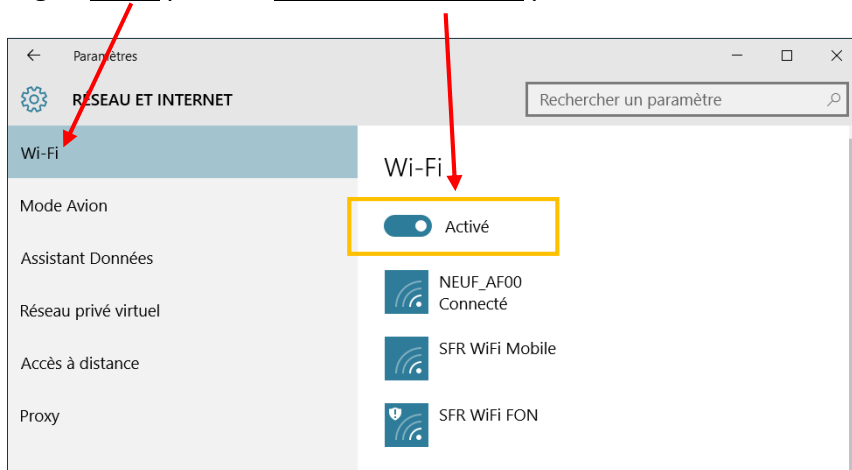 Paramètres
RÉSEAU ET INTERNET
Rechercher un paramètre
Wi-Fi
Mode Avion
Assistant Données
Réseau privé virtuel
Accès à distance
Proxy
Wi-Fi
Activé
NEUF_AF00
Connecté
SFR WiFi Mobile
SFR WiFi FON